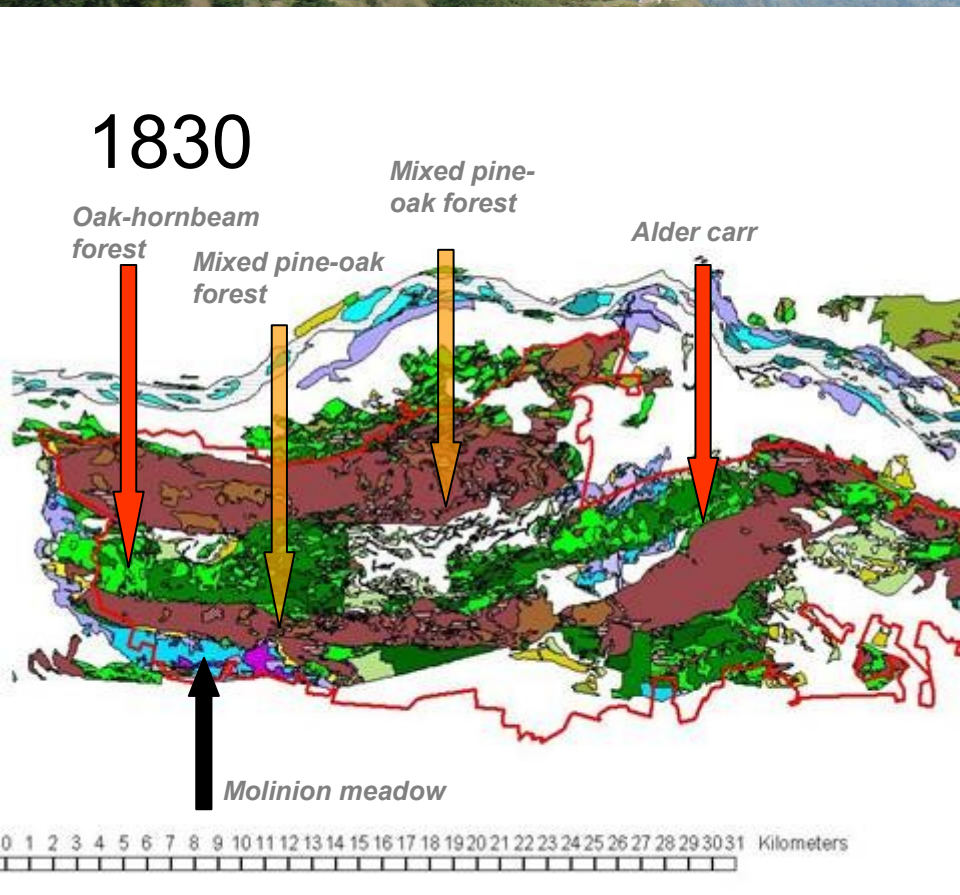 1830
Mixed pine-
oak forest
Oak-hornbeam
forest
Mixed pine-oak
forest
Alder carr
Molinion meadow
0 1 2 3 4 5 6 7 8 9 10 11 12 13 14 15 16 17 18 19 20 21 22 23 24 25 26 27 28 29 30 31 Kilometers